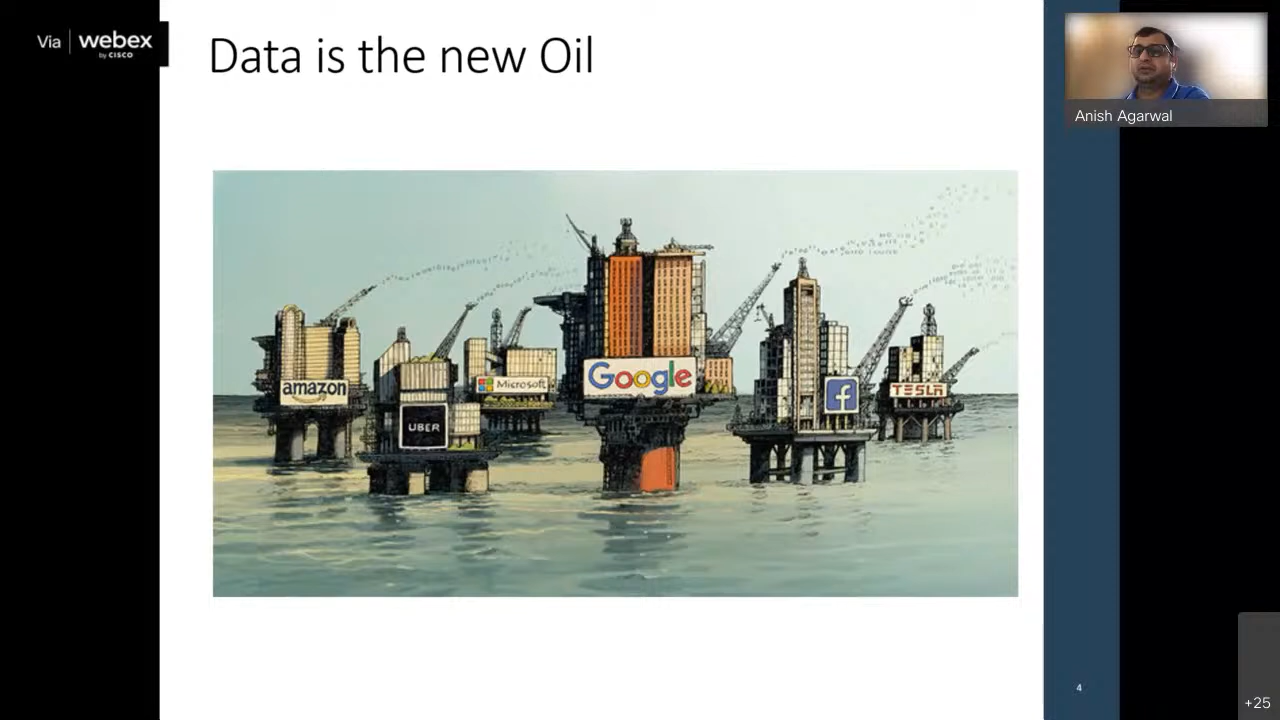 Via webex
by CISCO
Data is the new Oil
Anish Agarwal
amazon
UBER
Microsoft
Google
f
TESLA
4
+25